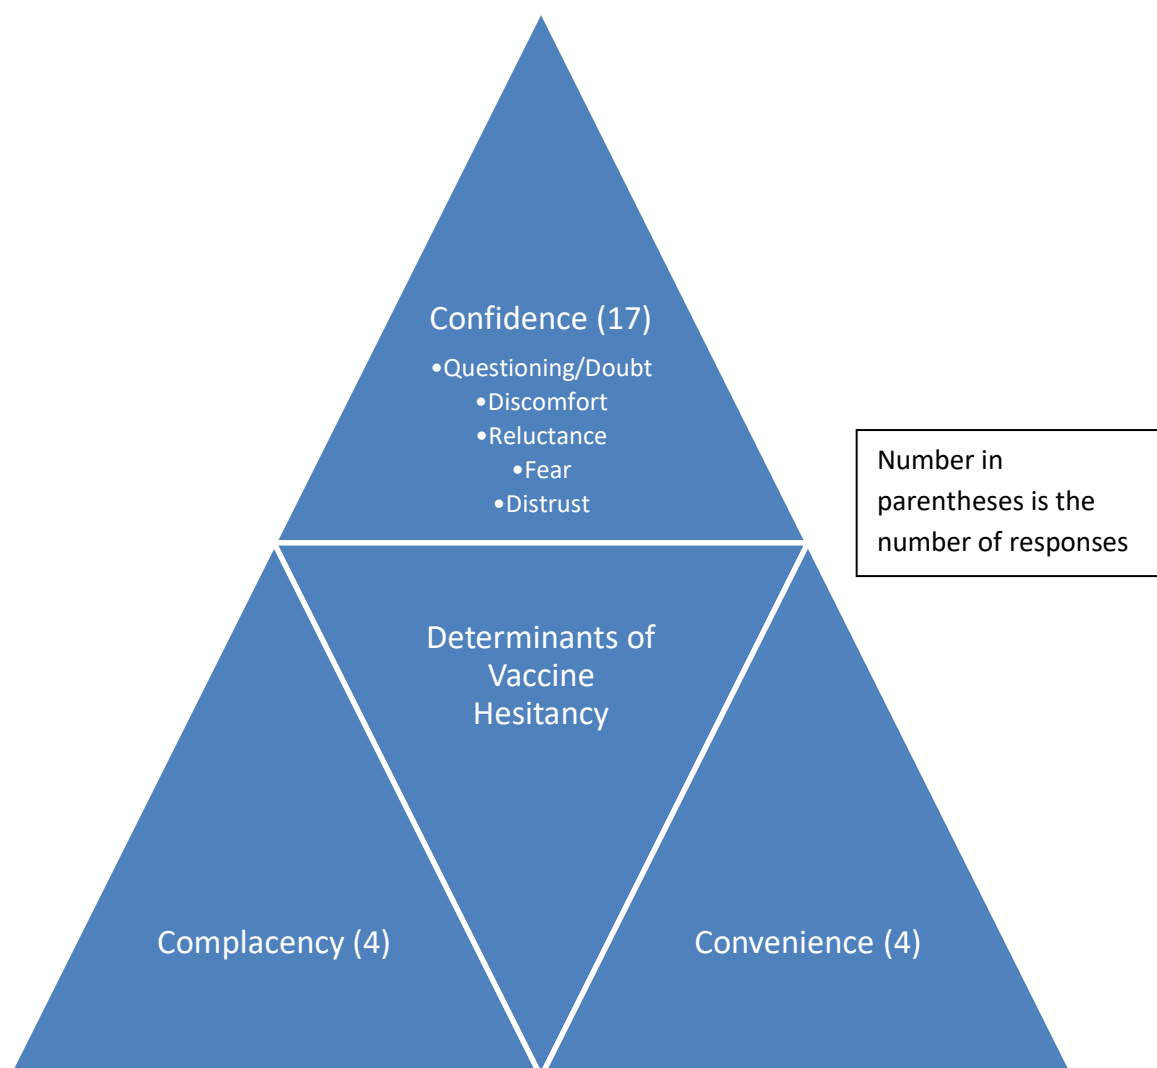 Confidence (17)
•Questioning/Doubt
•Discomfort
•Reluctance
•Fear
•Distrust
Number in
parentheses is the
number of responses
Determinants of
Vaccine
Hesitancy
Complacency (4)
Convenience (4)